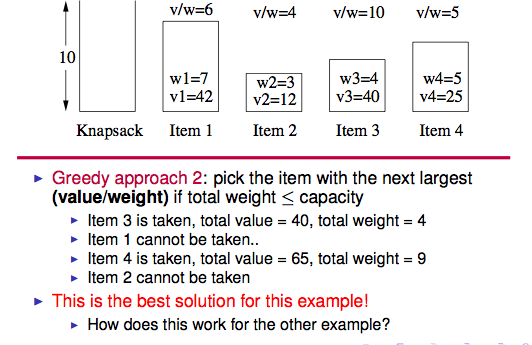 v/w=6 v/w=4 v/w=10 v/w=5
10
w1=7 w2=3 w3=4 w4=5
v1=42 v2=12 v3=40 v4=25
Knapsack Item 1 Item 2 Item 3 Item 4
► Greedy approach 2: pick the item with the next largest
(value/weight) if total weight ≤ capacity
► Item 3 is taken, total value = 40, total weight = 4
► Item 1 cannot be taken..
► Item 4 is taken, total value = 65, total weight = 9
► Item 2 cannot be taken
► This is the best solution for this example!
► How does this work for the other example?